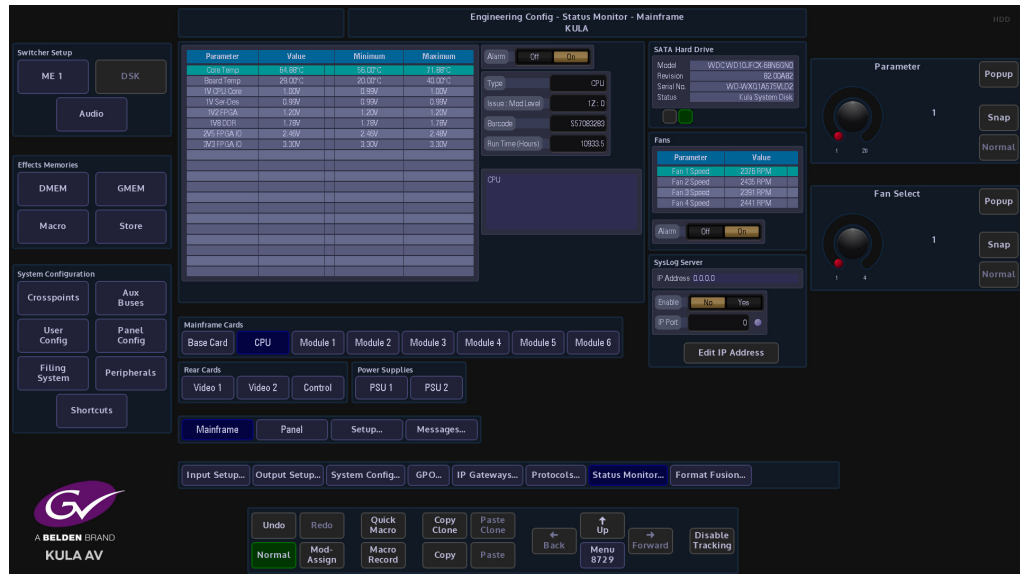 Engineering Config - Status Monitor - Mainframe
KULA
HDD
Switcher Setup
ME 1
DSK
Audio
Effects Memories
DMEM
GMEM
Macro
Store
System Configuration
Crosspoints
Aux
Buses
User
Config
Panel
Config
Filing
System
Peripherals
Shortcuts
Parameter Value Minimum Maximum
Core Temp 64.88°C 56.00°C 71.88°C
Board Temp 29.00°C 20.00°C 40.00°C
1V CPU Core 1.00V 0.99V 1.00V
1V Ser-Des 0.99V 0.99V 0.99V
1V2 FPGA 1.20V 1.20V 1.20V
1V8 DDR 1.78V 1.78V 1.78V
2V5 FPGA IO 2.46V 2.46V 2.48V
3V3 FPGA IO 3.30V 3.30V 3.30V
Alarm Off On
Type CPU
Issue : Mod Level 1Z : 0
Barcode S57083283
Run Time (Hours) 10933.5
CPU
SATA Hard Drive
Model WDC WD10JFCX-68N6GN0
Revision 82.00A82
Serial No. WD-WXQ1A575VLD2
Status Kula System Disk
Fans
Parameter Value
Fan 1 Speed 2376 RPM
Fan 2 Speed 2435 RPM
Fan 3 Speed 2391 RPM
Fan 4 Speed 2441 RPM
Alarm Off On
SysLog Server
IP Address 0.0.0.0
Enable No Yes
IP Port 0
Edit IP Address
Parameter
1
1 20
Popup
Snap
Normal
Fan Select
1
1 4
Popup
Snap
Normal
Mainframe Cards
Base Card CPU Module 1 Module 2 Module 3 Module 4 Module 5 Module 6
Rear Cards
Video 1 Video 2 Control
Power Supplies
PSU 1 PSU 2
Mainframe Panel Setup... Messages...
Input Setup... Output Setup... System Config... GPO... IP Gateways... Protocols... Status Monitor... Format Fusion...
GV
A BELDEN BRAND
KULA AV
Undo
Redo
Quick
Macro
Copy
Clone
Paste
Clone
Normal
Mod-
Assign
Macro
Record
Copy
Paste
←
Back
↑
Up
Menu
8729
→
Forward
Disable
Tracking